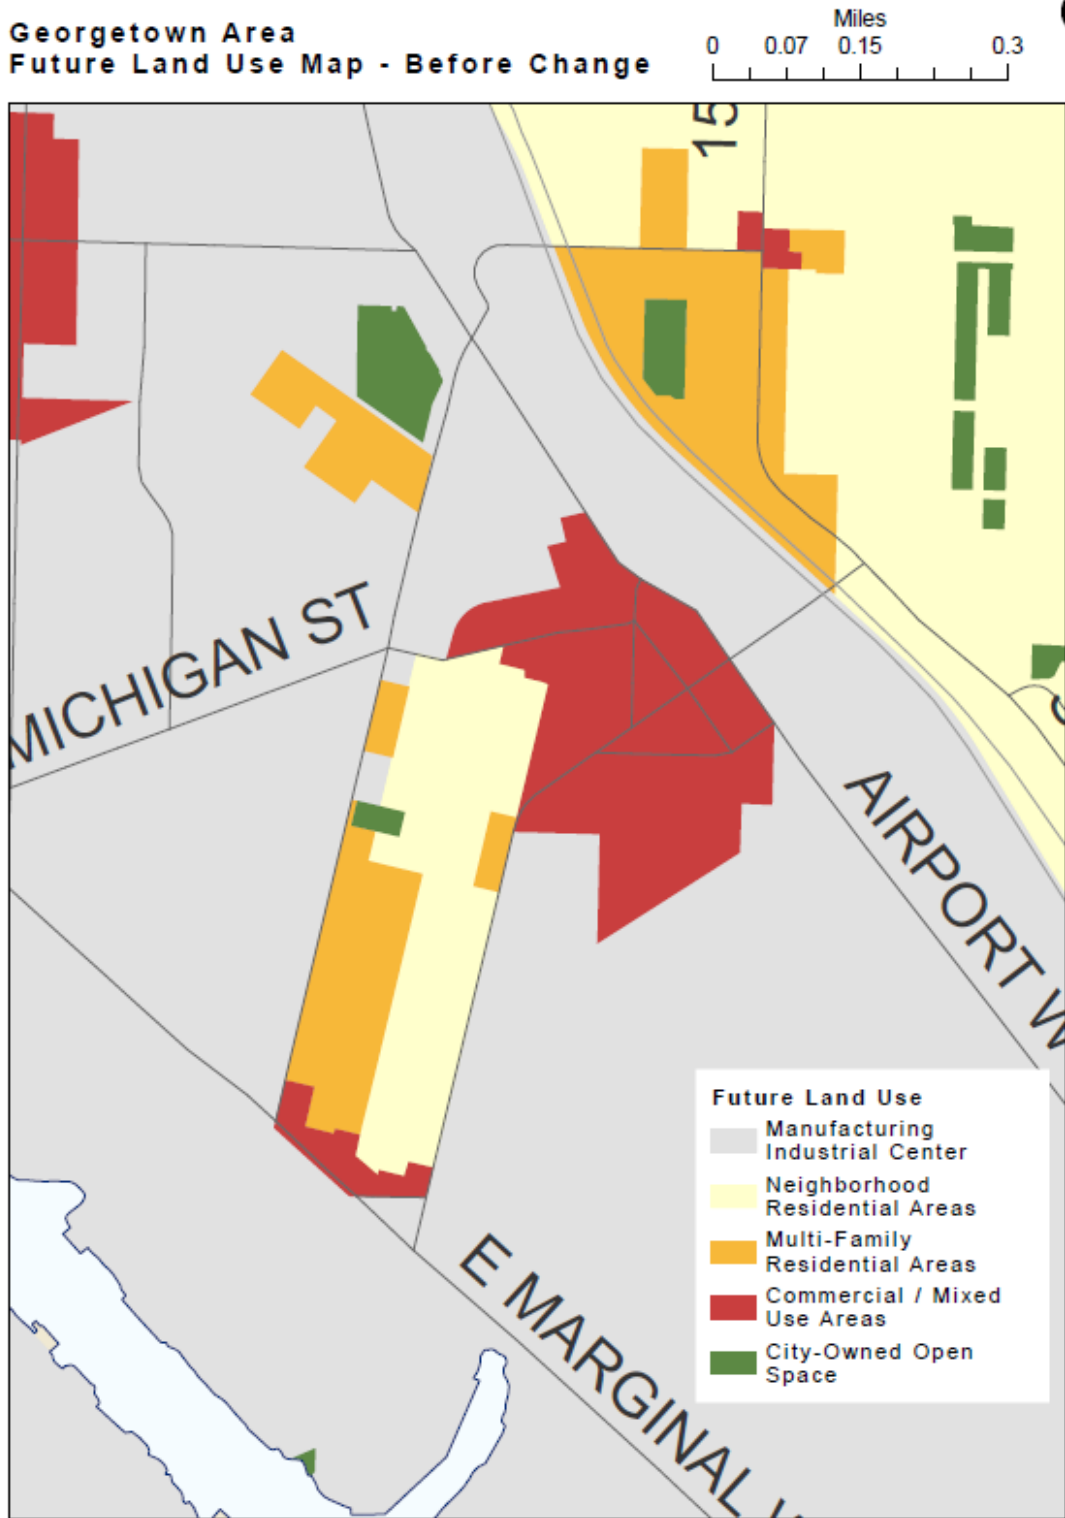 Georgetown Area
Future Land Use Map - Before Change
Miles
0 0.07 0.15 0.3
15
MICHIGAN ST
AIRPORT W
E MARGINAL W
Future Land Use
Manufacturing
Industrial Center
Neighborhood
Residential Areas
Multi-Family
Residential Areas
Commercial / Mixed
Use Areas
City-Owned Open
Space